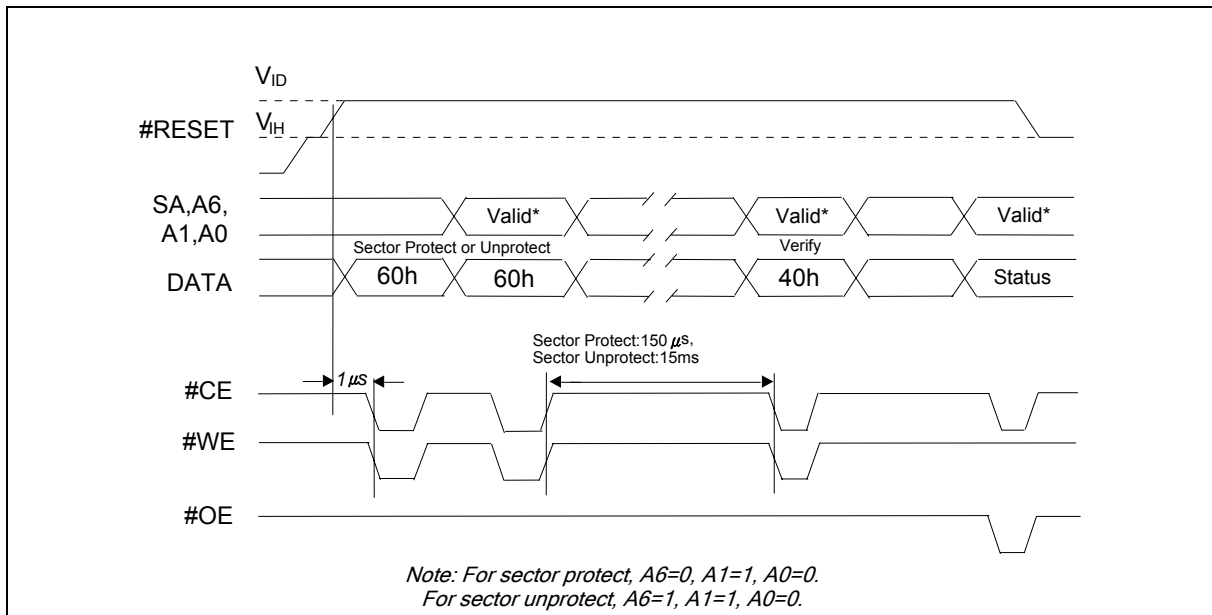 VID
#RESET
VIH
SA,A6,
A1,A0
Valid*
Valid*
Valid*
Sector Protect or Unprotect
Verify
DATA
60h
60h
40h
Status
Sector Protect:150 μs,
Sector Unprotect:15ms
1 μs
#CE
#WE
#OE
Note: For sector protect, A6=0, A1=1, A0=0.
For sector unprotect, A6=1, A1=1, A0=0.